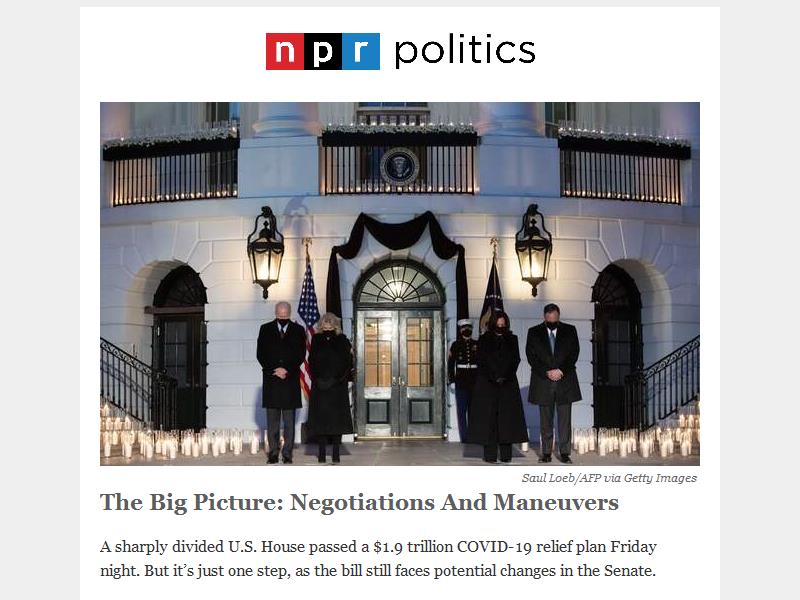 npr politics
Saul Loeb/AFP via Getty Images
The Big Picture: Negotiations And Maneuvers
A sharply divided U.S. House passed a $1.9 trillion COVID-19 relief plan Friday
night. But it’s just one step, as the bill still faces potential changes in the Senate.